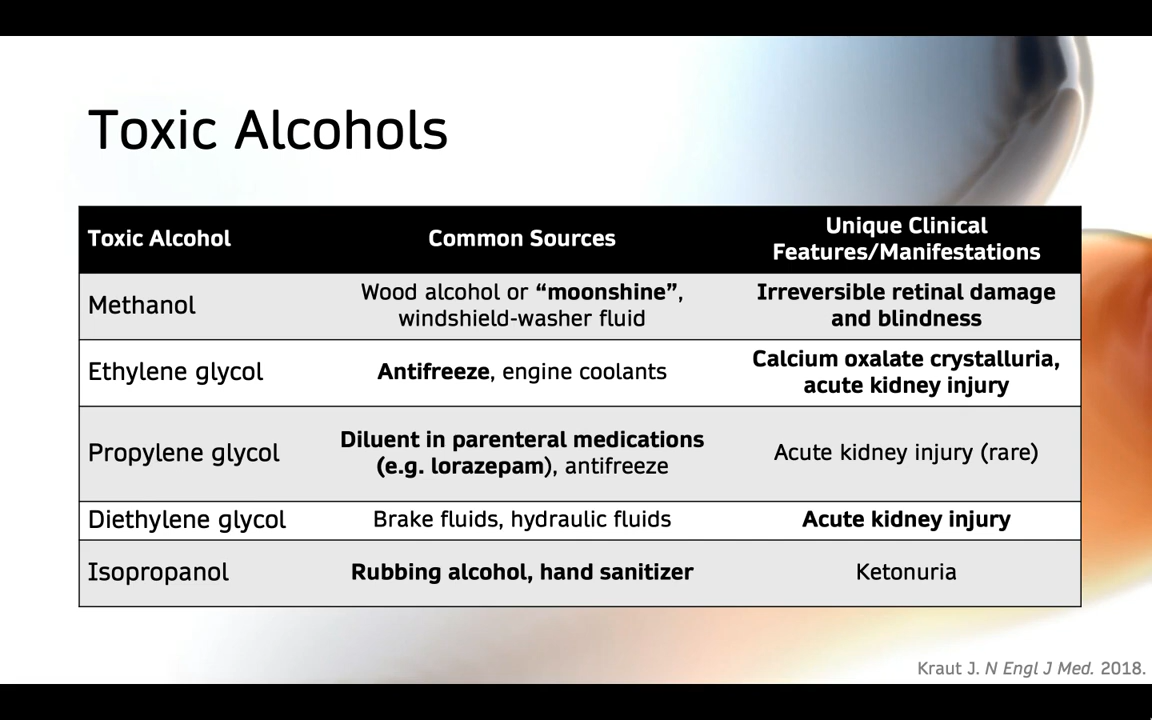 Toxic Alcohols
Toxic Alcohol
Common Sources
Unique Clinical
Features/Manifestations
Methanol
Wood alcohol or “moonshine”,
windshield-washer fluid
Irreversible retinal damage
and blindness
Ethylene glycol
Antifreeze, engine coolants
Calcium oxalate crystalluria,
acute kidney injury
Propylene glycol
Diluent in parenteral medications
(e.g. lorazepam), antifreeze
Acute kidney injury (rare)
Diethylene glycol
Brake fluids, hydraulic fluids
Acute kidney injury
Isopropanol
Rubbing alcohol, hand sanitizer
Ketonuria
Kraut J. N Engl J Med. 2018.